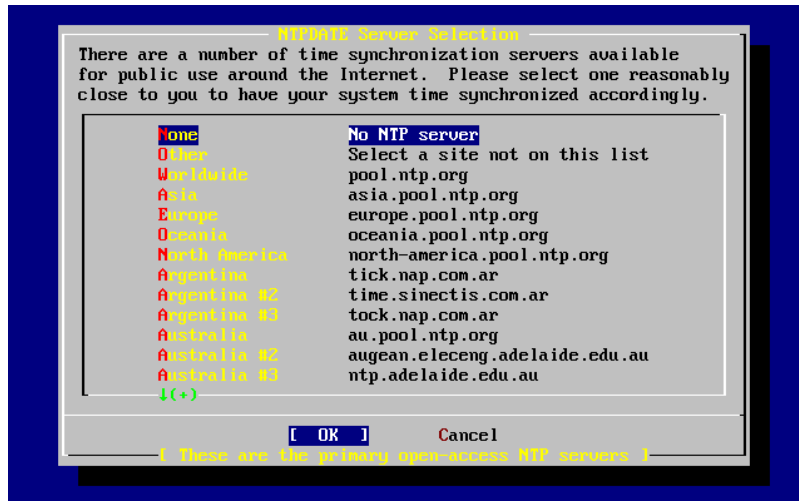 NTPDATE Server Selection
There are a number of time synchronization servers available
for public use around the Internet.  Please select one reasonably
close to you to have your system time synchronized accordingly.
None No NTP server
Other Select a site not on this list
Worldwide pool.ntp.org
Asia asia.pool.ntp.org
Europe europe.pool.ntp.org
Oceania oceania.pool.ntp.org
North America north-america.pool.ntp.org
Argentina tick.nap.com.ar
Argentina #2 time.sinectis.com.ar
Argentina #3 tock.nap.com.ar
Australia au.pool.ntp.org
Australia #2 augean.eleceng.adelaide.edu.au
Australia #3 ntp.adelaide.edu.au
↓(+)
[ OK ] Cancel
[ These are the primary open-access NTP servers ]